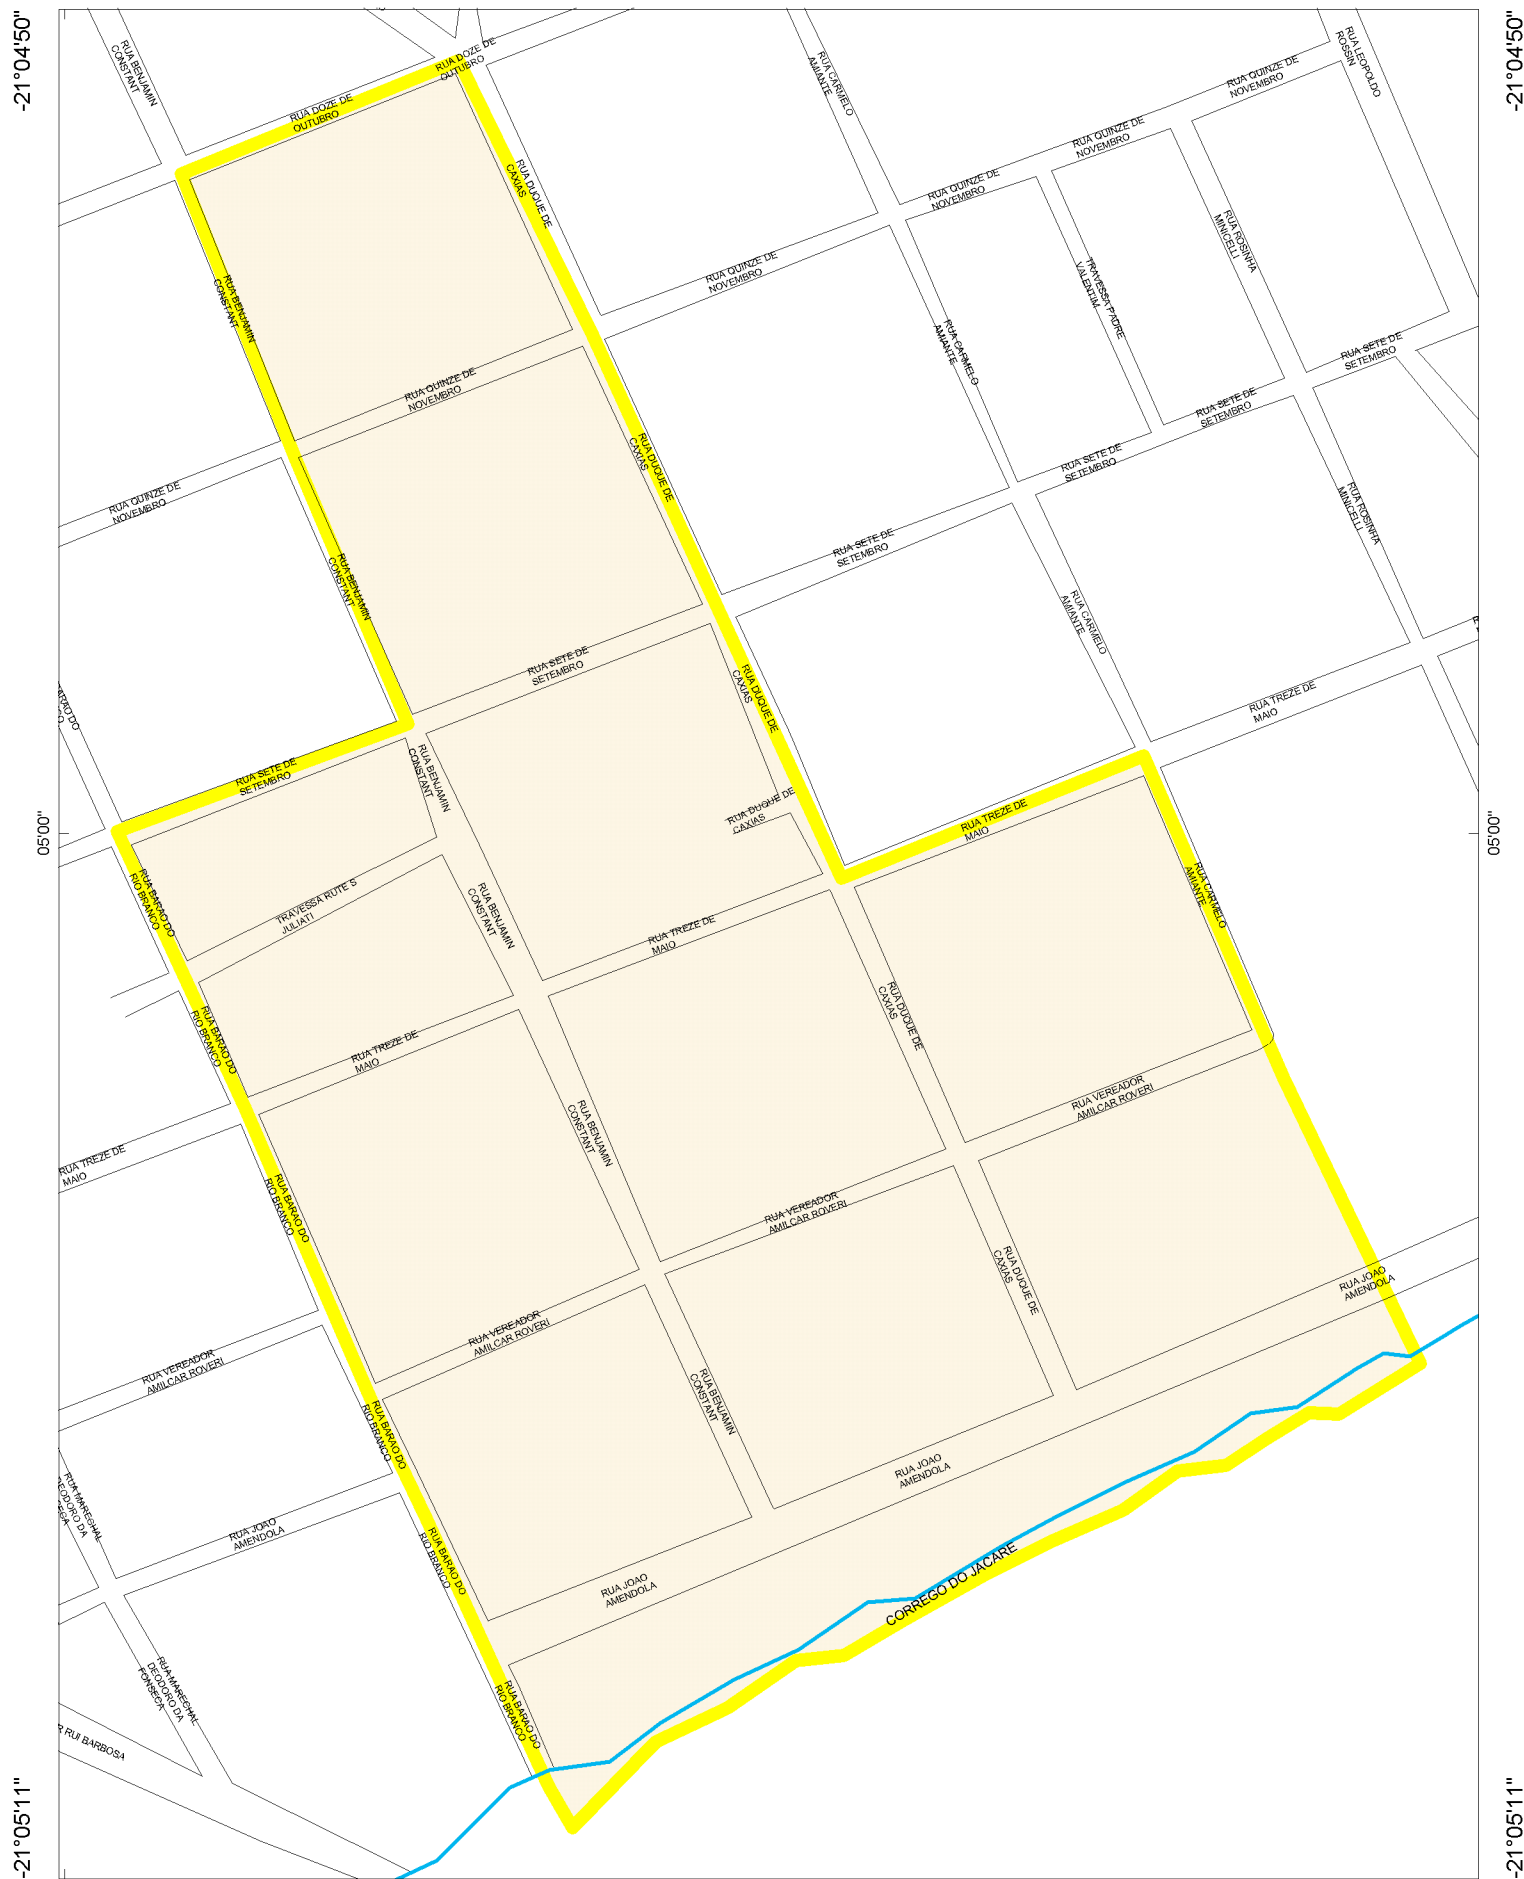 -21°04'50"
-21°04'50"
RUA BENJAMIN
CONSTANT
RUA DOZE DE
OUTUBRO
RUA DOZE DE
OUTUBRO
RUA CARMELO
AMIANTE
RUA LEOPOLDO
ROSSIN
RUA QUINZE DE
NOVEMBRO
RUA QUINZE DE
NOVEMBRO
RUA QUINZE DE
NOVEMBRO
RUA DUQUE DE
CAXIAS
RUA QUINZE DE
NOVEMBRO
RUA ROSINHA
MINICELLI
TRAVESSA PADRE
VALENTIM
RUA BENJAMIN
CONSTANT
RUA CARMELO
AMIANTE
RUA SETE DE
SETEMBRO
RUA QUINZE DE
NOVEMBRO
RUA SETE DE
SETEMBRO
RUA DUQUE DE
CAXIAS
RUA SETE DE
SETEMBRO
RUA QUINZE DE
NOVEMBRO
RUA ROSINHA
MINICELLI
RUA SETE DE
SETEMBRO
RUA BENJAMIN
CONSTANT
RUA CARMELO
AMIANTE
RUA SETE DE
SETEMBRO
RUA DUQUE DE
CAXIAS
RUA TREZE DE
MAIO
RUA SETE DE
SETEMBRO
RUA BENJAMIN
CONSTANT
RUA DUQUE DE
CAXIAS
RUA TREZE DE
MAIO
05'00"
05'00"
RUA BARAO DO
RIO BRANCO
TRAVESSA RUTE S
JULIATI
RUA BENJAMIN
CONSTANT
RUA TREZE DE
MAIO
RUA CARMELO
AMIANTE
RUA BARAO DO
RIO BRANCO
RUA TREZE DE
MAIO
RUA DUQUE DE
CAXIAS
RUA VEREADOR
AMILCAR ROVERI
RUA BENJAMIN
CONSTANT
RUA TREZE DE
MAIO
RUA BARAO DO
RIO BRANCO
RUA VEREADOR
AMILCAR ROVERI
RUA DUQUE DE
CAXIAS
RUA JOAO
AMENDOLA
RUA VEREADOR
AMILCAR ROVERI
RUA VEREADOR
AMILCAR ROVERI
RUA BENJAMIN
CONSTANT
RUA BARAO DO
RIO BRANCO
RUA JOAO
AMENDOLA
RUA MARECHAL
DEODORO DA
RUA JOAO
AMENDOLA
RUA BARAO DO
RIO BRANCO
RUA JOAO
AMENDOLA
CORREGO DO JACARE
RUA MARECHAL
DEODORO DA
FONSECA
RUA BARAO DO
RIO BRANCO
R RUI BARBOSA
-21°05'11"
-21°05'11"